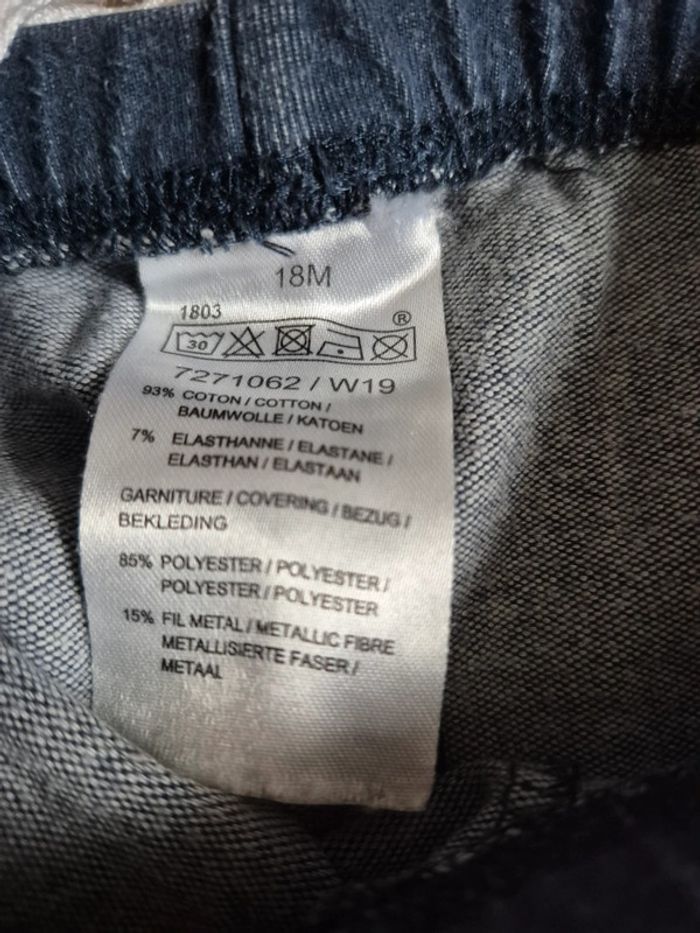 18M
1803
®
30
7271062 / W19
93% COTON / COTTON /
BAUMWOLLE / KATOEN
7% ELASTHANNE / ELASTANE /
ELASTHAN / ELASTAAN
GARNITURE / COVERING / BEZUG /
BEKLEDING
85% POLYESTER / POLYESTER /
POLYESTER / POLYESTER
15% FIL METAL / METALLIC FIBRE
METALLISIERTE FASER /
METAAL